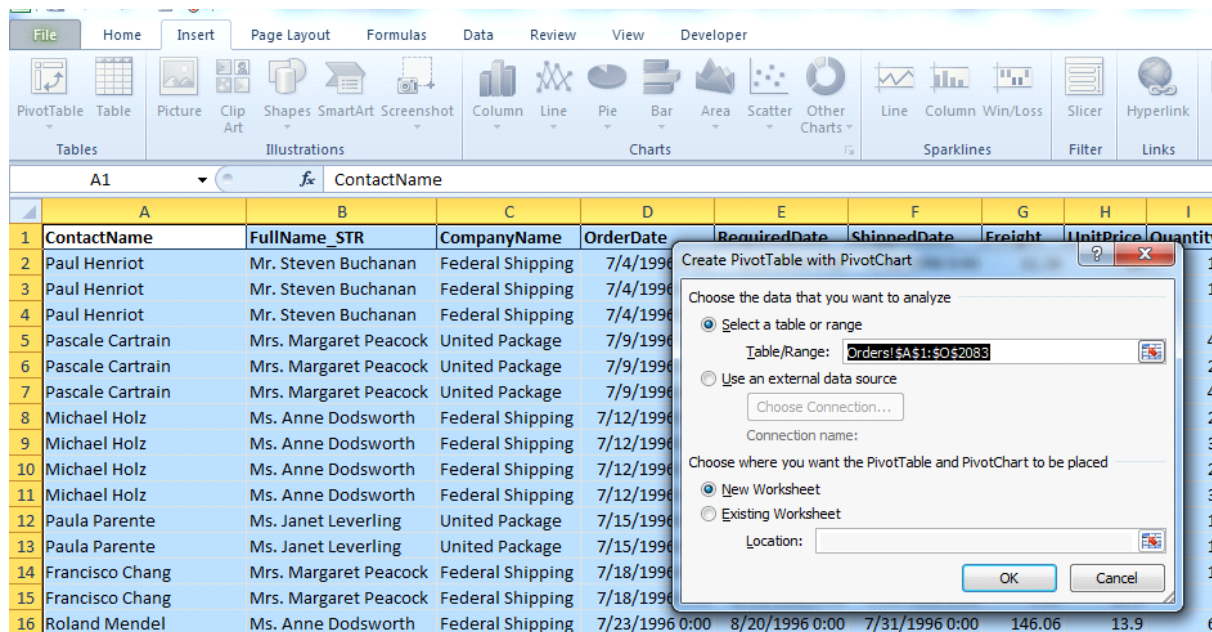 File Home Insert Page Layout Formulas Data Review View Developer
PivotTable Table Picture Clip Art Shapes SmartArt Screenshot Column Line Pie Bar Area Scatter Other Charts Line Column Win/Loss Slicer Hyperlink
Tables Illustrations Charts Sparklines Filter Links
A1 fx ContactName
A B C D E F G H I
1 ContactName FullName_STR CompanyName OrderDate RequiredDate ShippedDate Freight UnitPrice Quantity
2 Paul Henriot Mr. Steven Buchanan Federal Shipping 7/4/1996
3 Paul Henriot Mr. Steven Buchanan Federal Shipping 7/4/1996
4 Paul Henriot Mr. Steven Buchanan Federal Shipping 7/4/1996
5 Pascale Cartrain Mrs. Margaret Peacock United Package 7/9/1996
6 Pascale Cartrain Mrs. Margaret Peacock United Package 7/9/1996
7 Pascale Cartrain Mrs. Margaret Peacock United Package 7/9/1996
8 Michael Holz Ms. Anne Dodsworth Federal Shipping 7/12/1996
9 Michael Holz Ms. Anne Dodsworth Federal Shipping 7/12/1996
10 Michael Holz Ms. Anne Dodsworth Federal Shipping 7/12/1996
11 Michael Holz Ms. Anne Dodsworth Federal Shipping 7/12/1996
12 Paula Parente Ms. Janet Leverling United Package 7/15/1996
13 Paula Parente Ms. Janet Leverling United Package 7/15/1996
14 Francisco Chang Mrs. Margaret Peacock Federal Shipping 7/18/1996
15 Francisco Chang Mrs. Margaret Peacock Federal Shipping 7/18/1996
16 Roland Mendel Ms. Anne Dodsworth Federal Shipping 7/23/1996 0:00 8/20/1996 0:00 7/31/1996 0:00 146.06 13.9
Create PivotTable with PivotChart
Choose the data that you want to analyze
Select a table or range
Table/Range: Orders!$A$1:$O$2083
Use an external data source
Choose Connection...
Connection name:
Choose where you want the PivotTable and PivotChart to be placed
New Worksheet
Existing Worksheet
Location:
OK Cancel